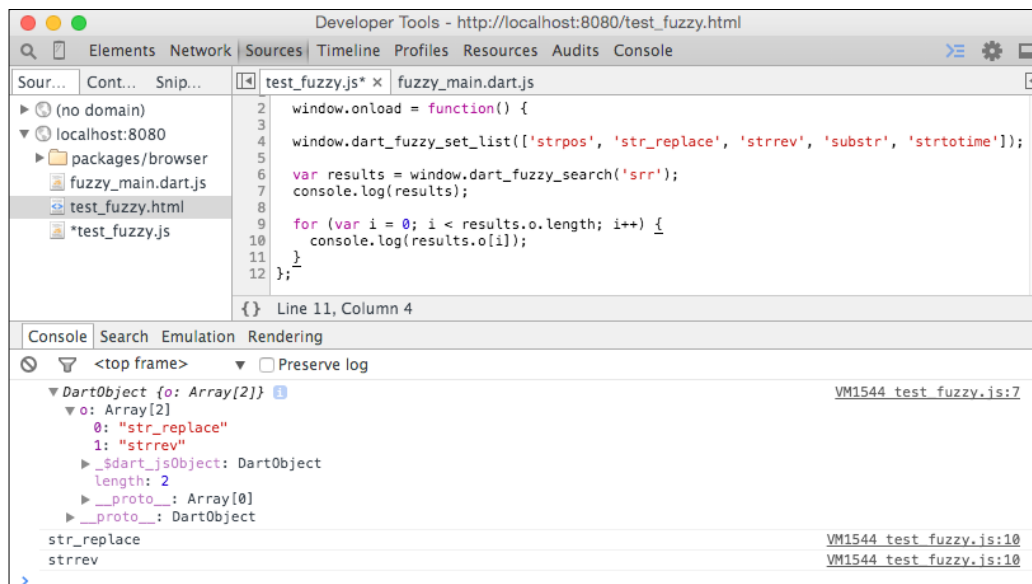 Developer Tools - http://localhost:8080/test_fuzzy.html
Elements Network Sources Timeline Profiles Resources Audits Console
Sour... Cont... Snip...
(no domain)
localhost:8080
packages/browser
fuzzy_main.dart.js
test_fuzzy.html
*test_fuzzy.js
test_fuzzy.js* × fuzzy_main.dart.js
2 window.onload = function() {
3
4 window.dart_fuzzy_set_list(['strpos', 'str_replace', 'strrev', 'substr', 'strtotime']);
5
6 var results = window.dart_fuzzy_search('srr');
7 console.log(results);
8
9 for (var i = 0; i < results.o.length; i++) {
10 console.log(results.o[i]);
11 }
12 };
{} Line 11, Column 4
Console Search Emulation Rendering
<top frame> ▼ Preserve log
▼ DartObject {o: Array[2]} i VM1544 test_fuzzy.js:7
▼ o: Array[2]
0: "str_replace"
1: "strrev"
▶ _$dart_jsObject: DartObject
length: 2
▶ __proto__: Array[0]
▶ __proto__: DartObject
str_replace VM1544 test_fuzzy.js:10
strrev VM1544 test_fuzzy.js:10
>